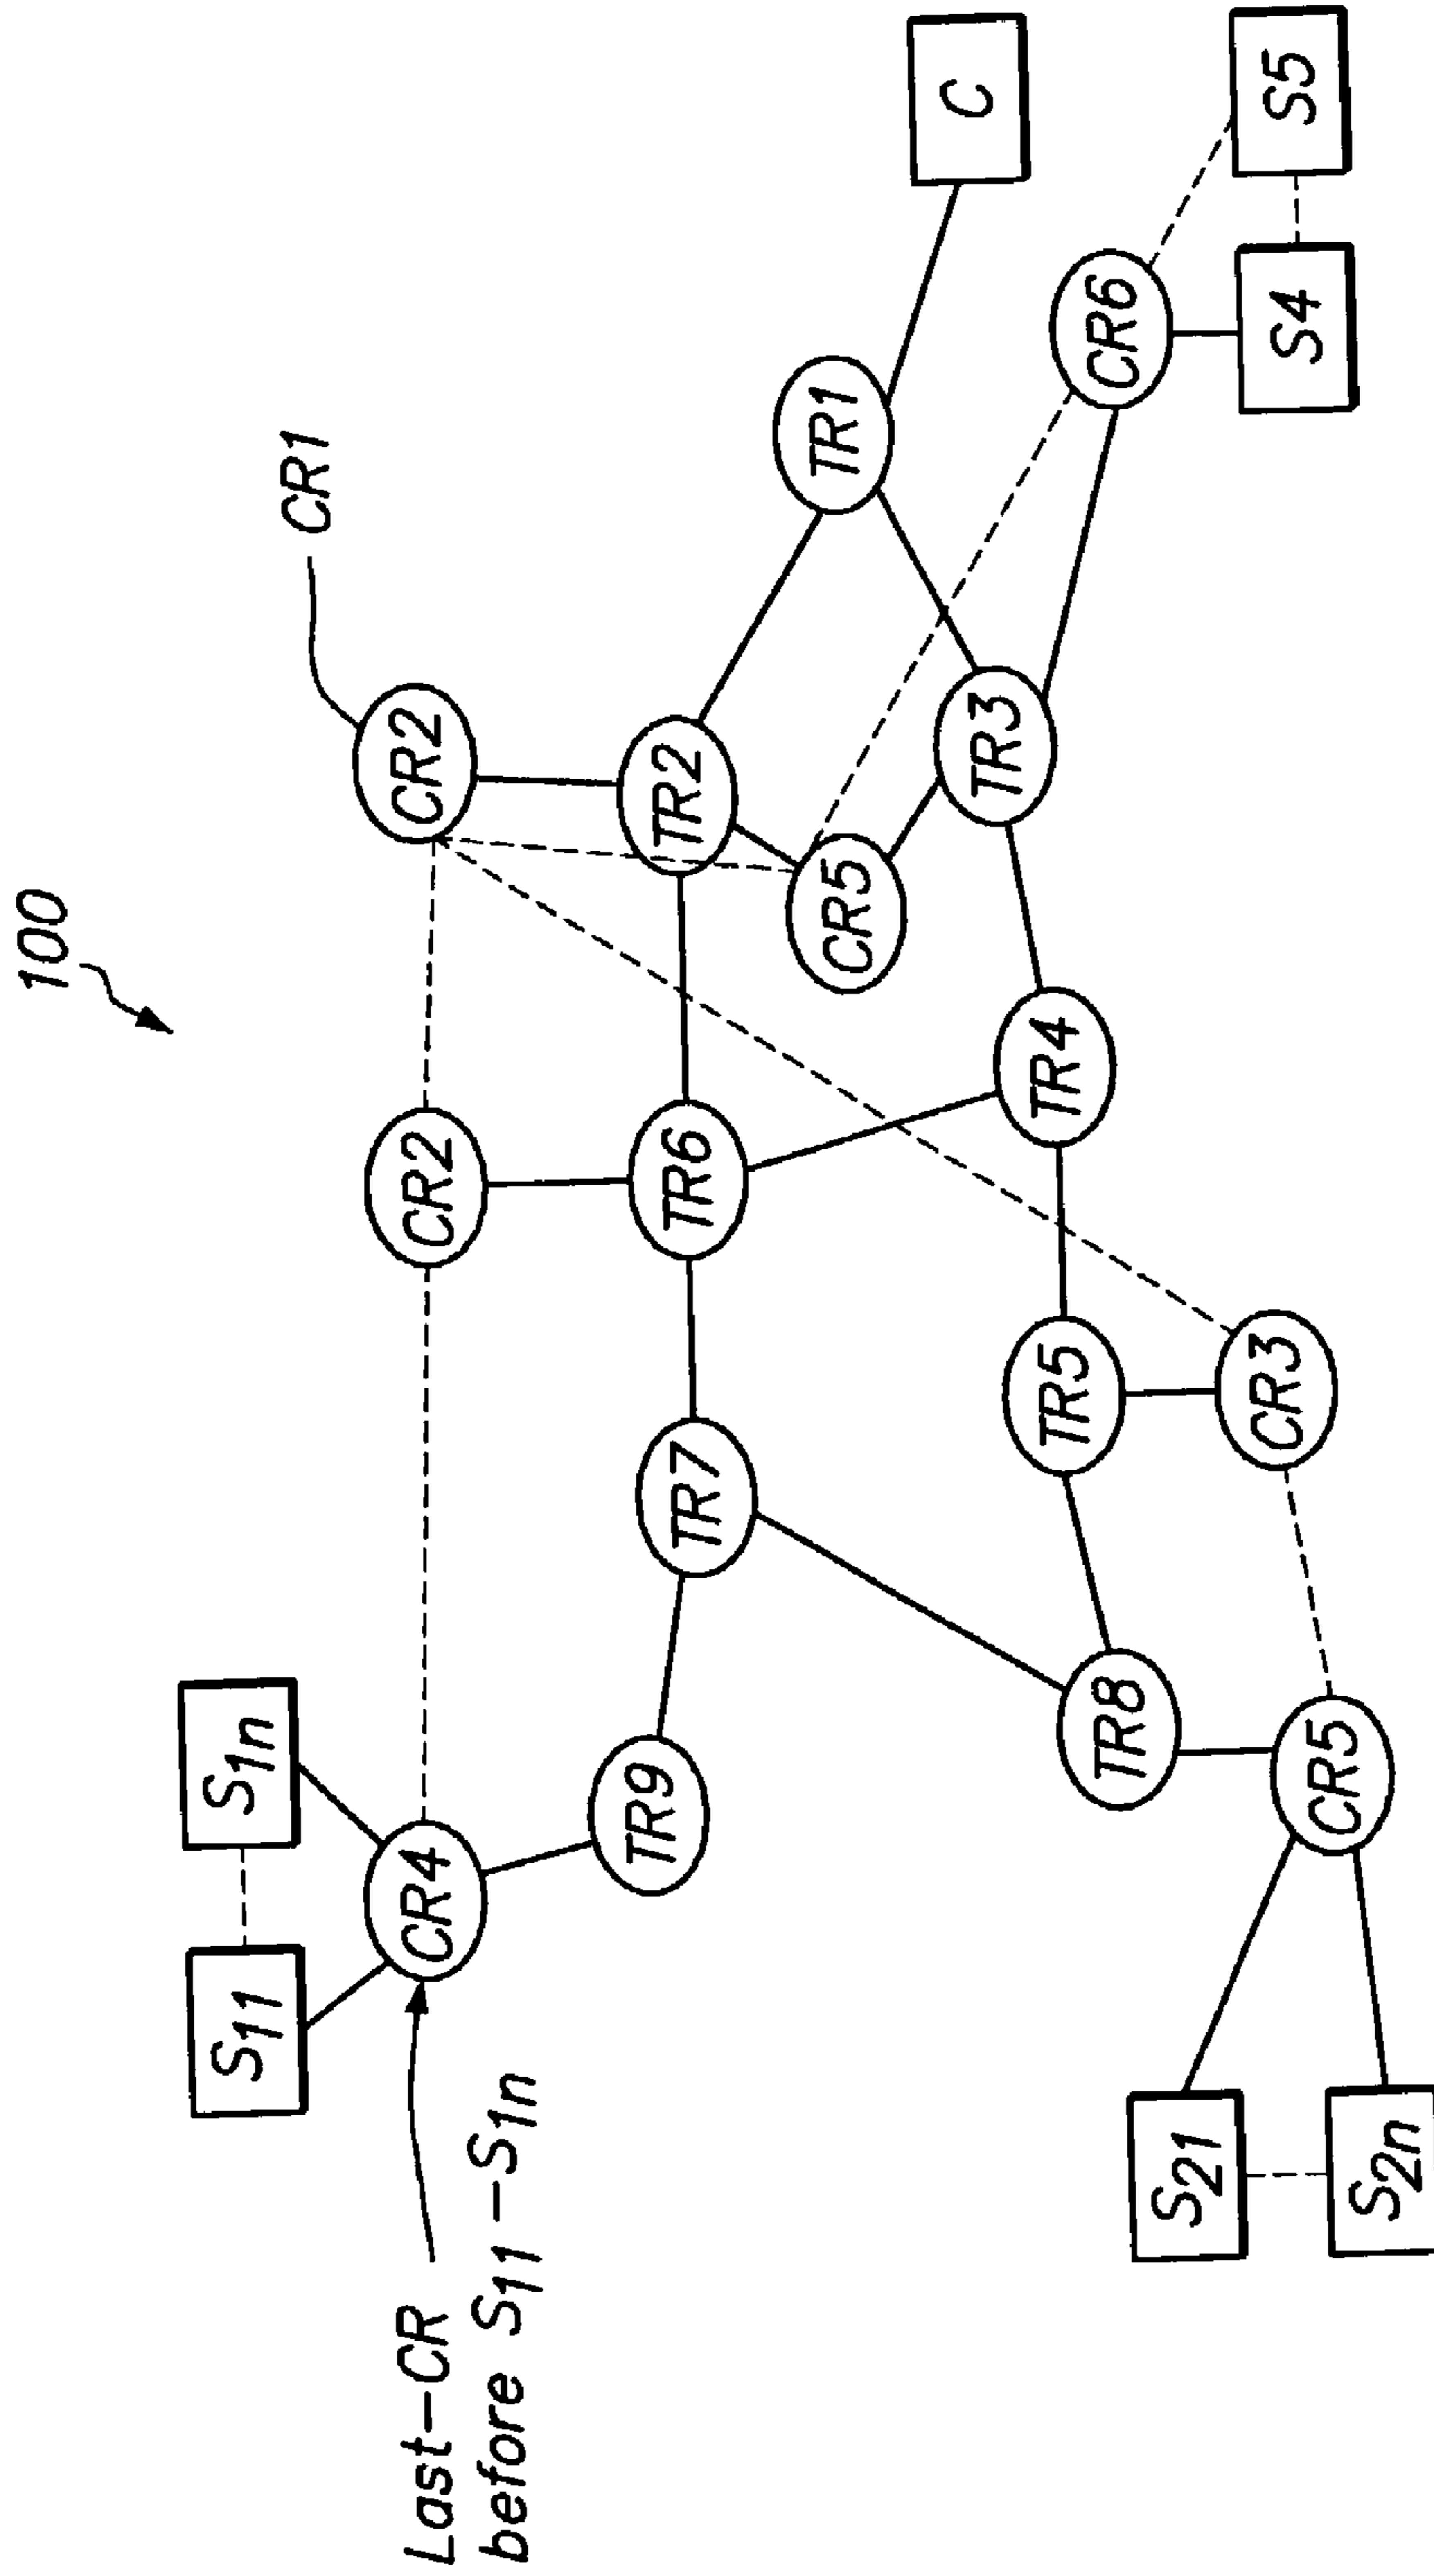 100
CR1
S11
S1n
Last-CR
before S11-S1n
CR4
CR2
CR2
TR9
TR7
TR6
TR2
TR1
C
CR5
TR8
TR5
TR4
TR3
CR6
S21
S2n
CR5
CR3
S4
S5